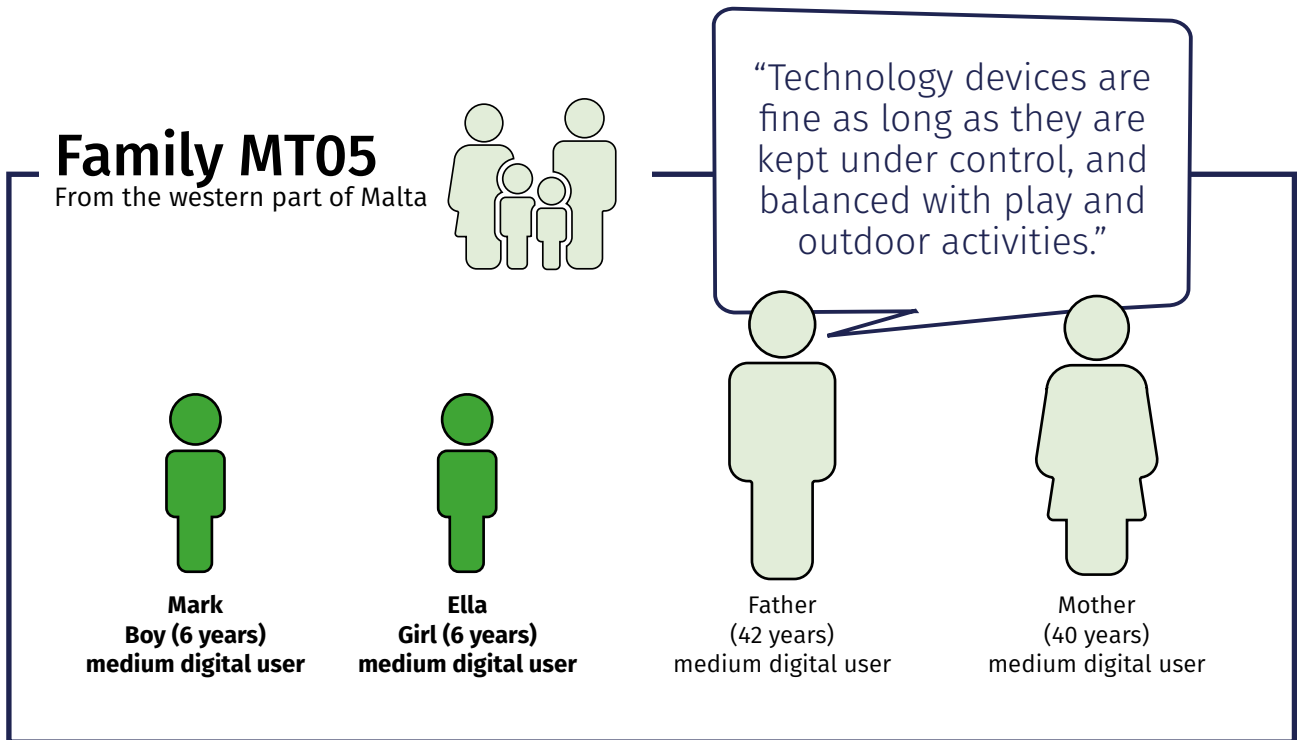 Family MT05
From the western part of Malta
“Technology devices are
fine as long as they are
kept under control, and
balanced with play and
outdoor activities.”
Mark
Boy (6 years)
medium digital user
Ella
Girl (6 years)
medium digital user
Father
(42 years)
medium digital user
Mother
(40 years)
medium digital user